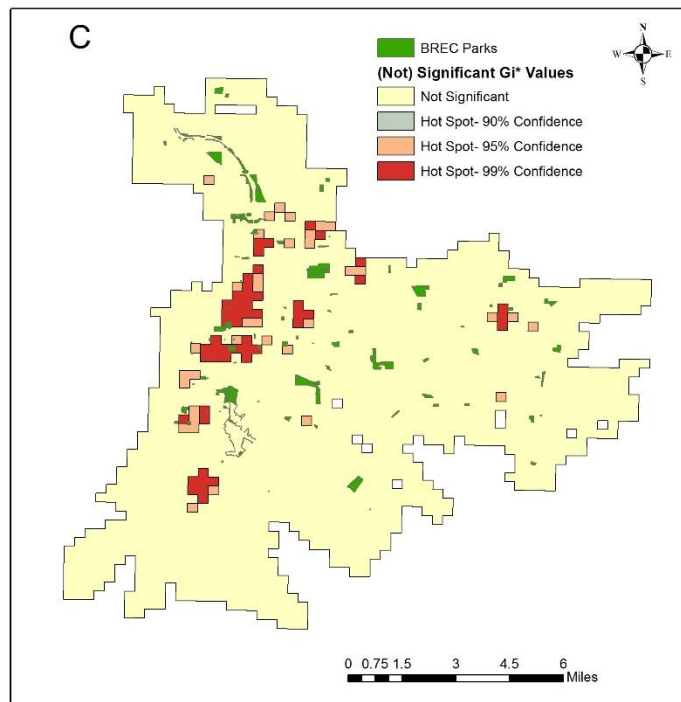 C
BREC Parks
(Not) Significant Gi* Values
Not Significant
Hot Spot- 90% Confidence
Hot Spot- 95% Confidence
Hot Spot- 99% Confidence
N
W E
S
0 0.75 1.5 3 4.5 6
Miles